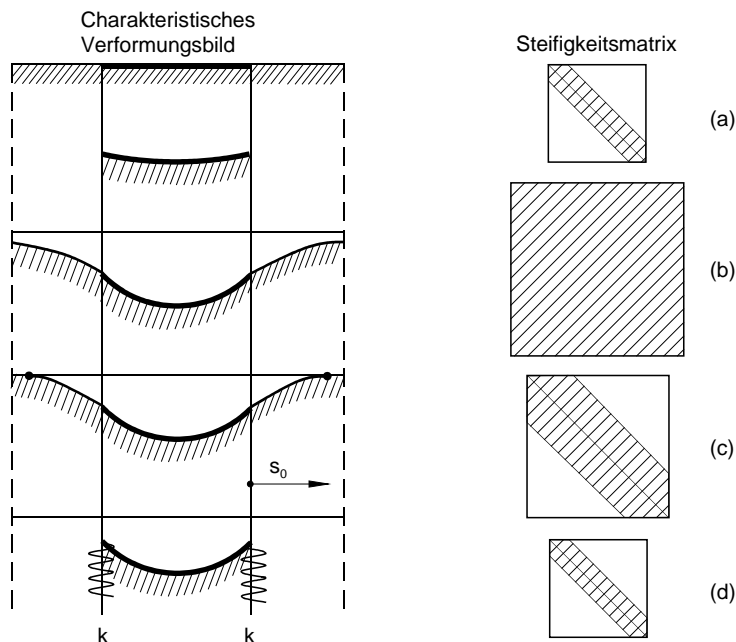 Charakteristisches
Verformungsbild
Steifigkeitsmatrix
(a)
(b)
(c)
s₀
(d)
k k